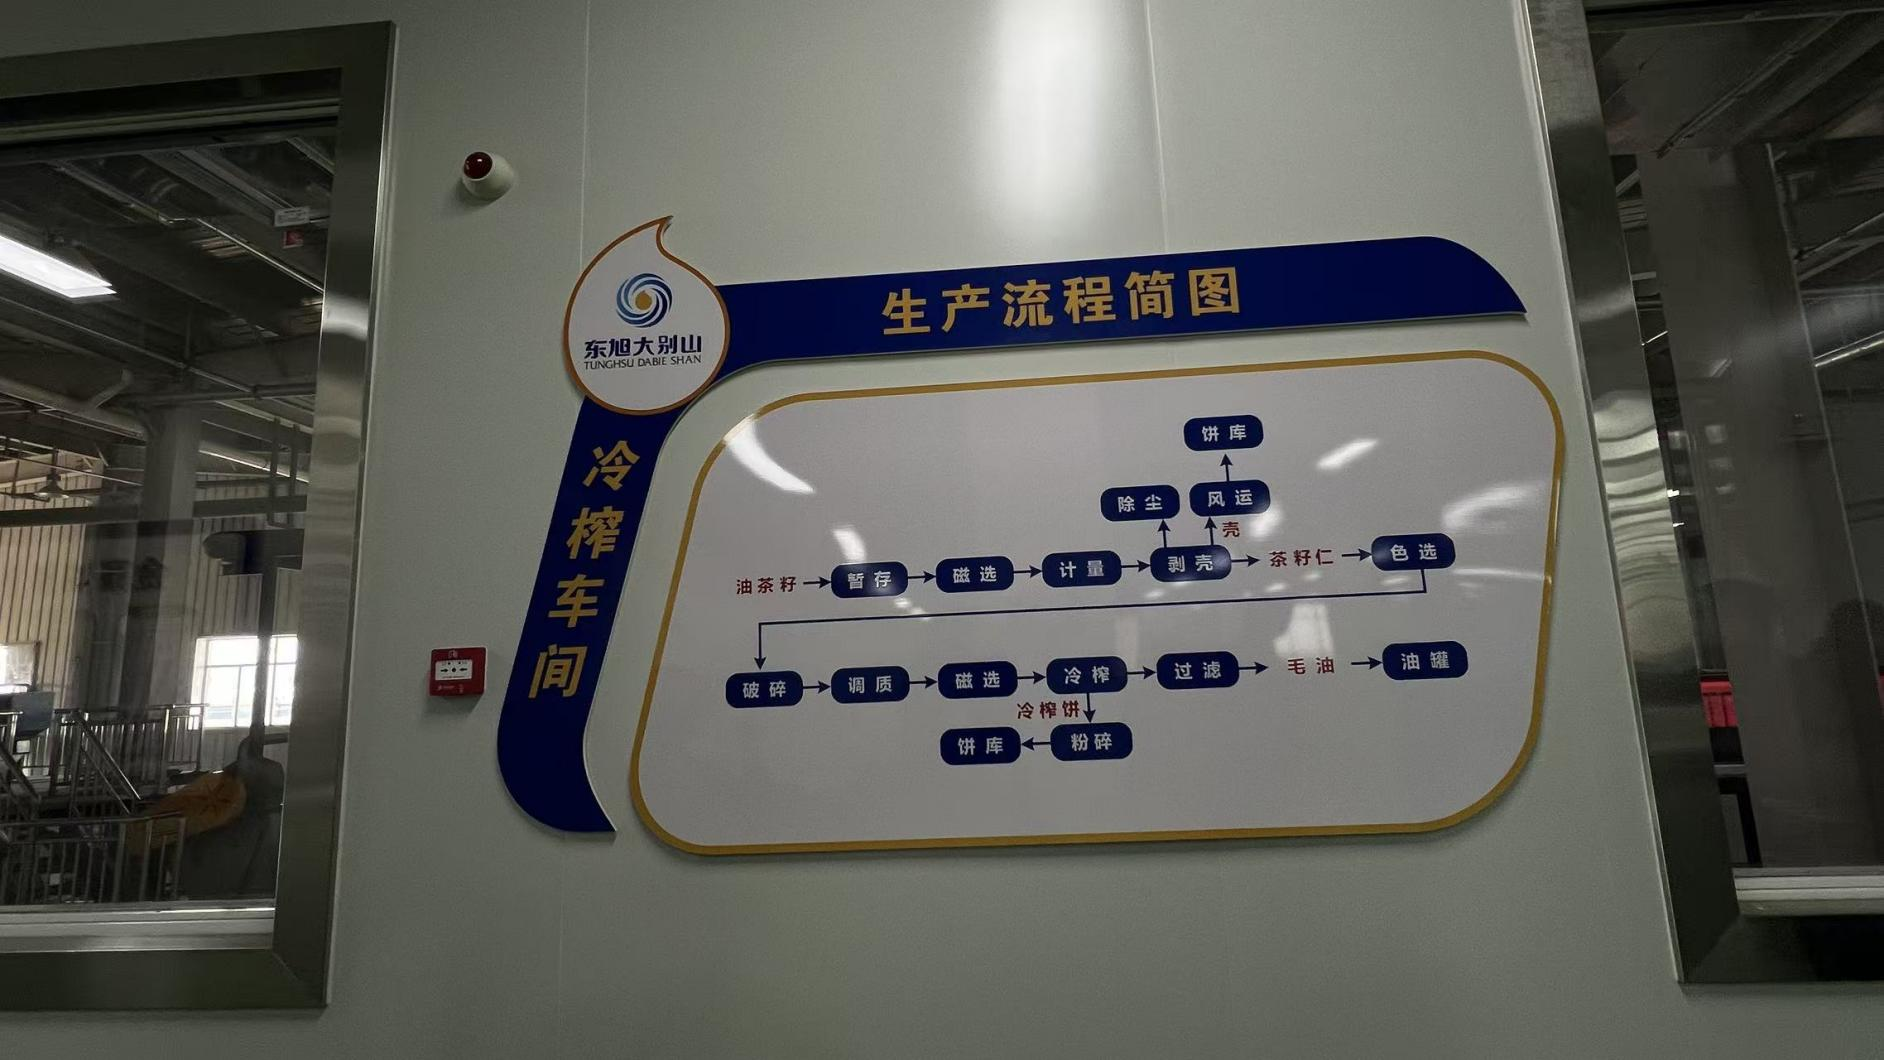 东旭大别山
TUNGHSU DABIE SHAN
生产流程简图
冷榨车间
饼库
除尘 风运
壳
油茶籽 暂存 磁选 计量 剥壳 茶籽仁 色选
破碎 调质 磁选 冷榨 过滤 毛油 油罐
冷榨饼
饼库 粉碎